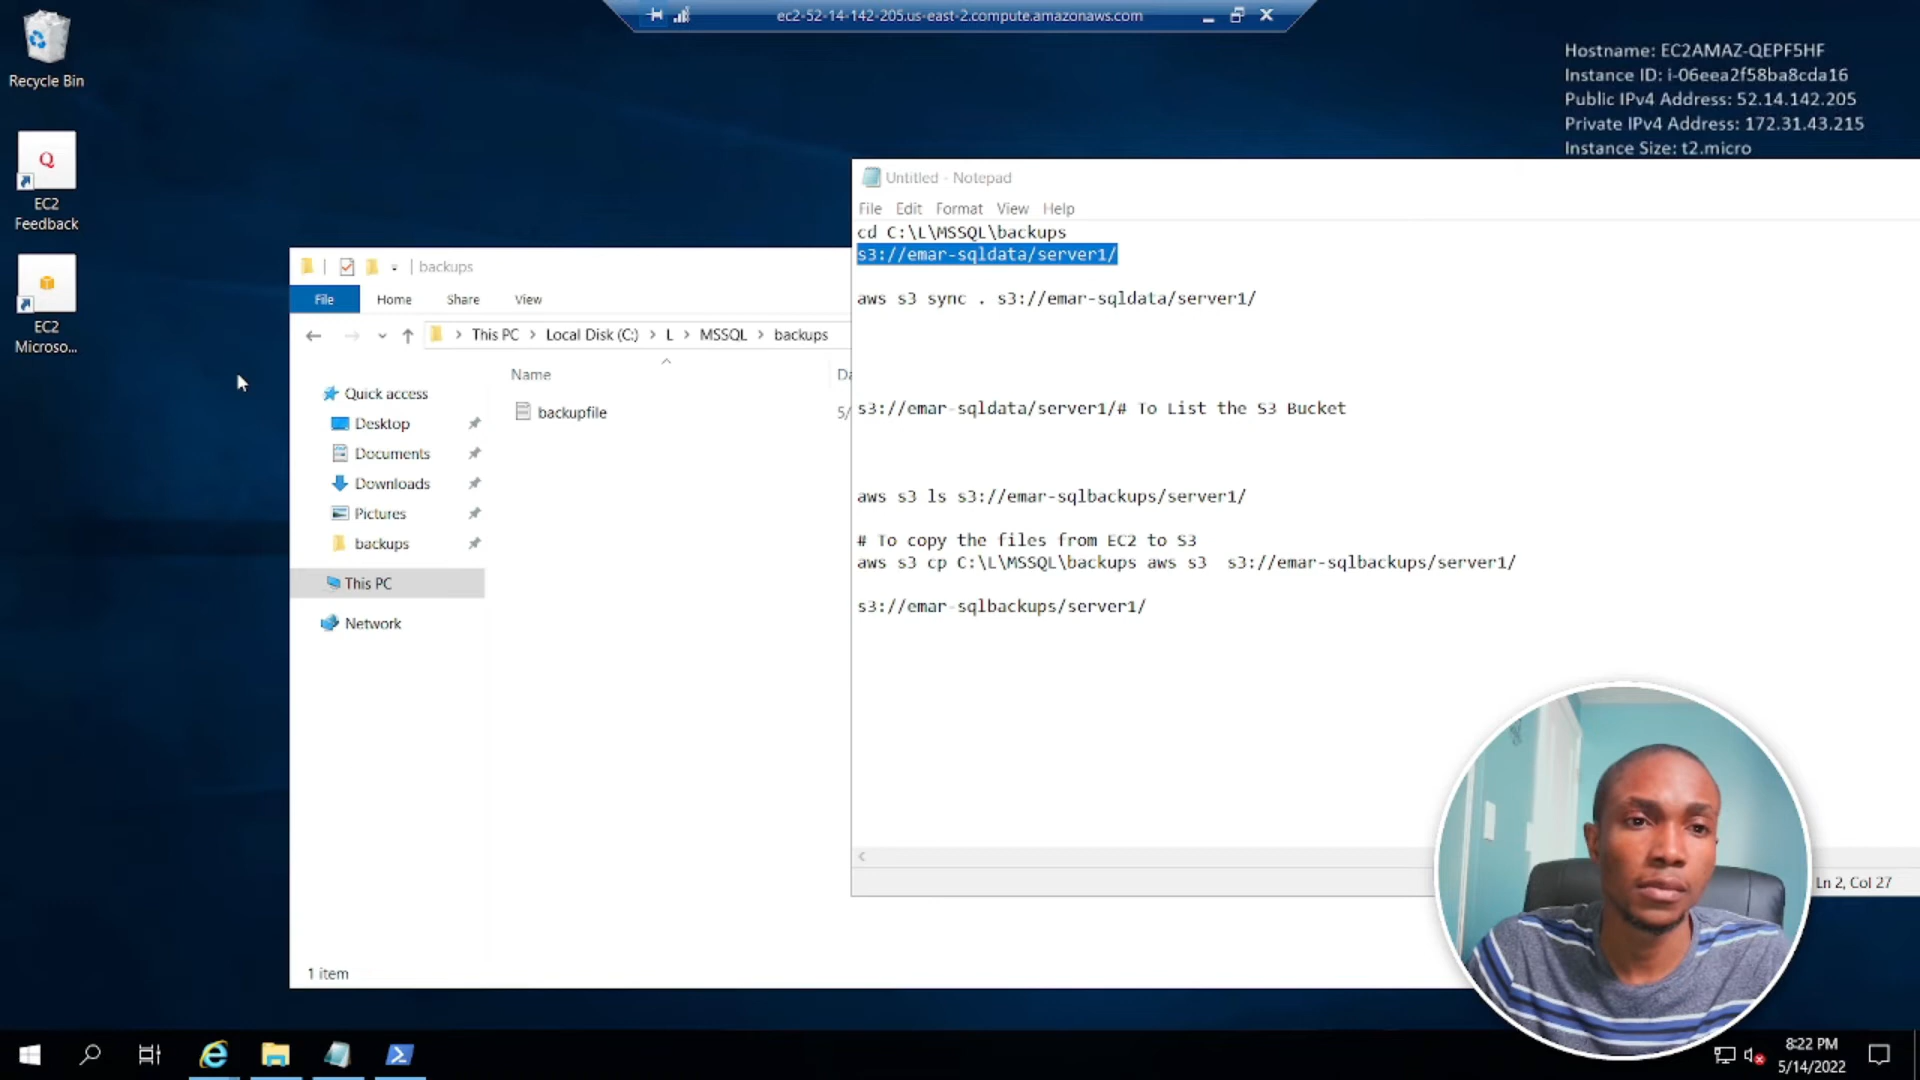 ec2-52-14-142-205.us-east-2.compute.amazonaws.com
Recycle Bin
EC2
Feedback
EC2
Microso...
Hostname: EC2AMAZ-QEPF5HF
Instance ID: i-06eea2f58ba8cda16
Public IPv4 Address: 52.14.142.205
Private IPv4 Address: 172.31.43.215
Instance Size: t2.micro
backups
File Home Share View
This PC > Local Disk (C:) > L > MSSQL > backups
Name
backupfile
5/
Quick access
Desktop
Documents
Downloads
Pictures
backups
This PC
Network
1 item
Untitled - Notepad
File Edit Format View Help
cd C:\L\MSSQL\backups
s3://emar-sqldata/server1/
aws s3 sync . s3://emar-sqldata/server1/
s3://emar-sqldata/server1/# To List the S3 Bucket
aws s3 ls s3://emar-sqlbackups/server1/
# To copy the files from EC2 to S3
aws s3 cp C:\L\MSSQL\backups aws s3  s3://emar-sqlbackups/server1/
s3://emar-sqlbackups/server1/
Ln 2, Col 27
8:22 PM
5/14/2022